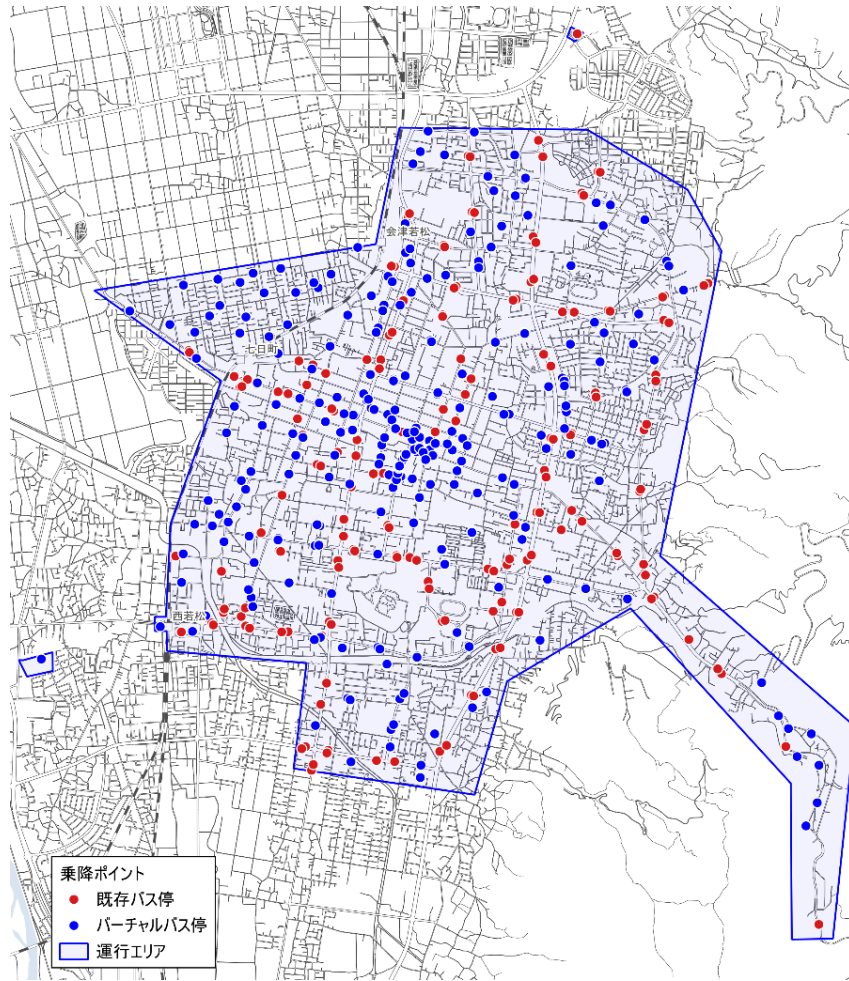 会津若松
七日町
西若松
乗降ポイント
既存バス停
バーチャルバス停
運行エリア